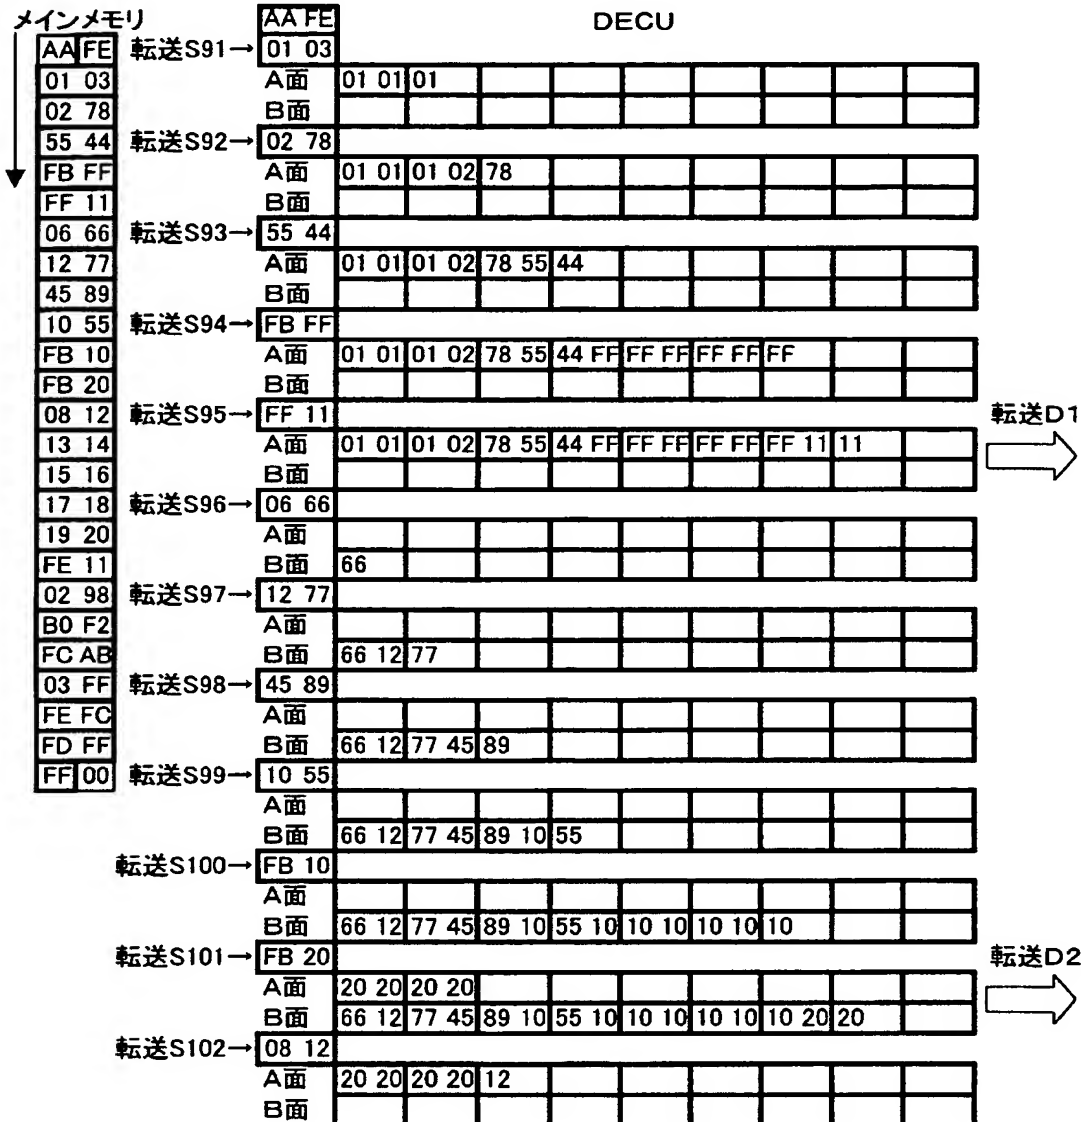 メインメモリ
DECU
AA FE
01 03
02 78
55 44
FB FF
FF 11
06 66
12 77
45 89
10 55
FB 10
FB 20
08 12
13 14
15 16
17 18
19 20
FE 11
02 98
B0 F2
FC AB
03 FF
FE FC
FD FF
FF 00
AA FE
転送S91→ 01 03
A面 01 01 01
B面
転送S92→ 02 78
A面 01 01 01 02 78
B面
転送S93→ 55 44
A面 01 01 01 02 78 55 44
B面
転送S94→ FB FF
A面 01 01 01 02 78 55 44 FF FF FF FF FF FF
B面
転送S95→ FF 11
転送D1
A面 01 01 01 02 78 55 44 FF FF FF FF FF FF 11 11
B面
転送S96→ 06 66
A面
B面 66
転送S97→ 12 77
A面
B面 66 12 77
転送S98→ 45 89
A面
B面 66 12 77 45 89
転送S99→ 10 55
A面
B面 66 12 77 45 89 10 55
転送S100→ FB 10
A面
B面 66 12 77 45 89 10 55 10 10 10 10 10 10
転送S101→ FB 20
転送D2
A面 20 20 20 20
B面 66 12 77 45 89 10 55 10 10 10 10 10 10 20 20
転送S102→ 08 12
A面 20 20 20 20 12
B面